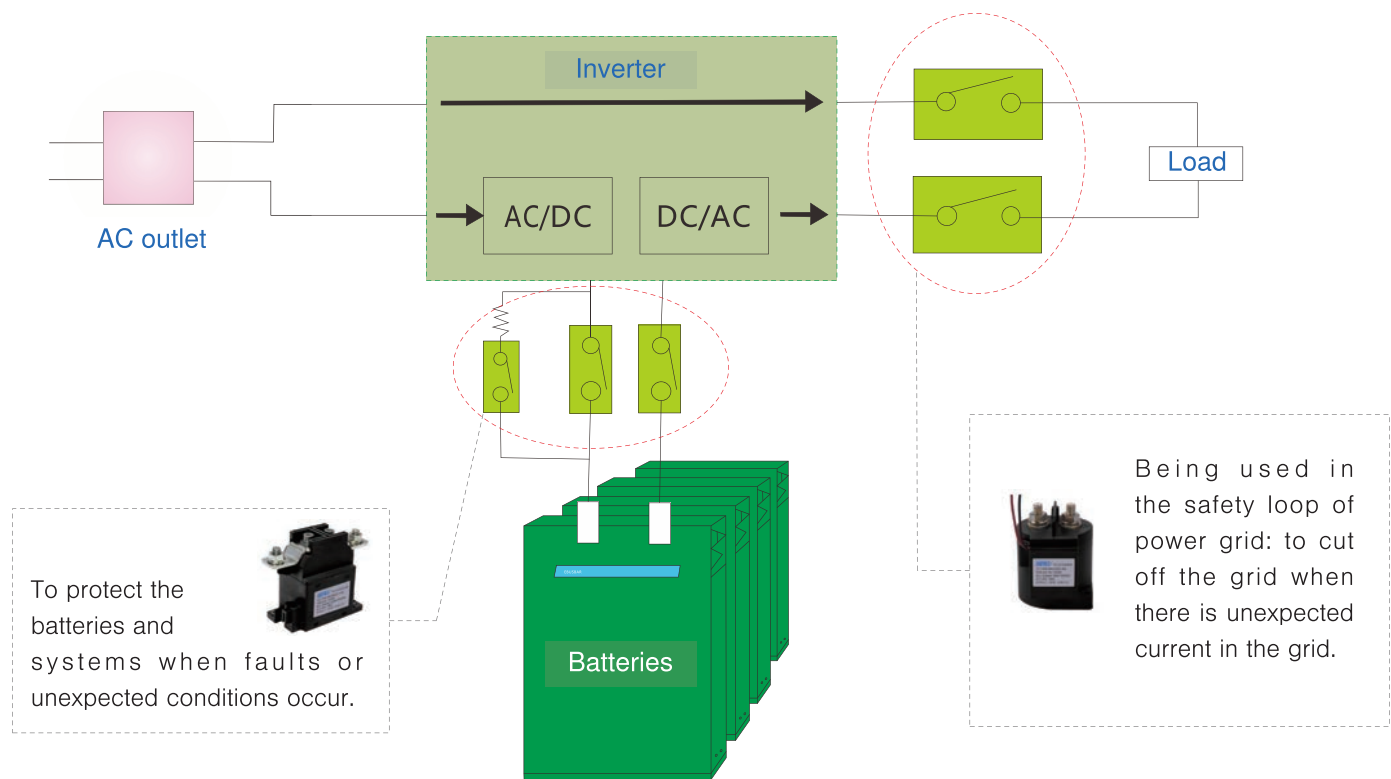 Inverter
AC/DC
DC/AC
Load
AC outlet
Batteries
To protect the
batteries and
systems when faults or
unexpected conditions occur.
Being used in
the safety loop of
power grid: to cut
off the grid when
there is unexpected
current in the grid.